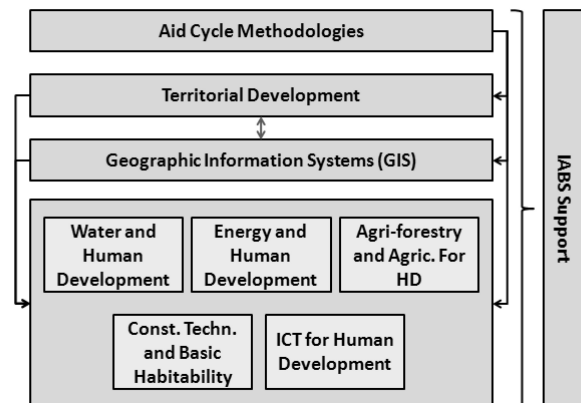 Aid Cycle Methodologies
Territorial Development
Geographic Information Systems (GIS)
Water and
Human
Development
Energy and
Human
Development
Agri-forestry
and Agric. For
HD
Const. Techn.
and Basic
Habitability
ICT for Human
Development
IABS Support